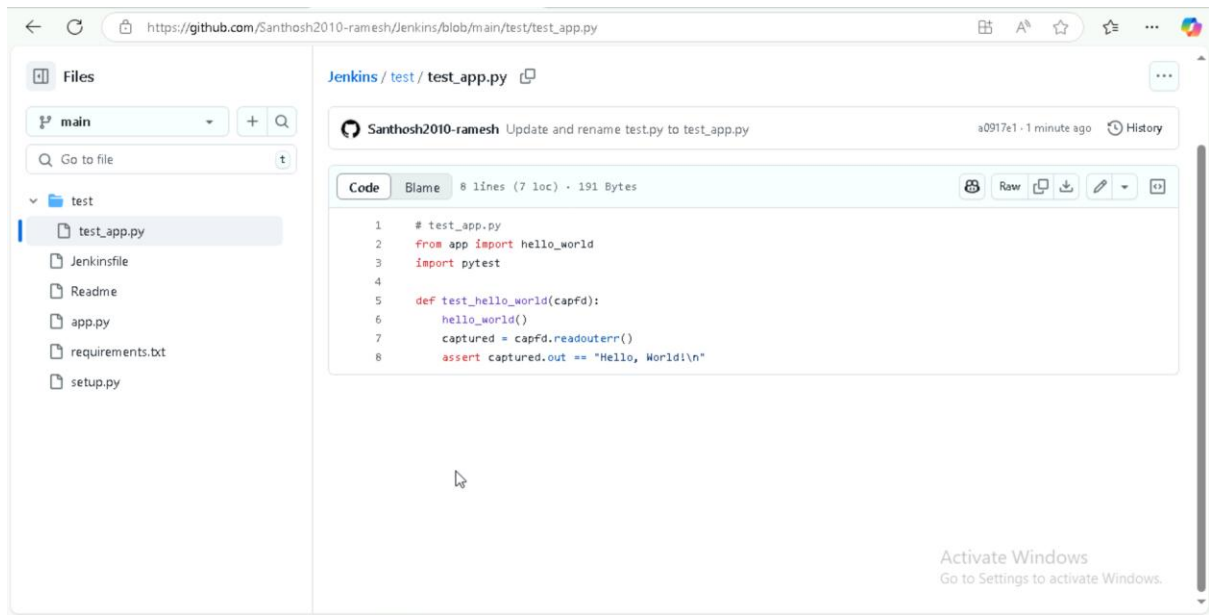 https://github.com/Santhosh2010-ramesh/Jenkins/blob/main/test/test_app.py
Files
main
Go to file
t
test
test_app.py
Jenkinsfile
Readme
app.py
requirements.txt
setup.py
Jenkins / test / test_app.py
Santhosh2010-ramesh Update and rename test.py to test_app.py
a0917e1 · 1 minute ago
History
Code Blame 8 lines (7 loc) · 191 Bytes
Raw
1 # test_app.py
2 from app import hello_world
3 import pytest
4
5 def test_hello_world(capfd):
6     hello_world()
7     captured = capfd.readouterr()
8     assert captured.out == "Hello, World!\n"
Activate Windows
Go to Settings to activate Windows.